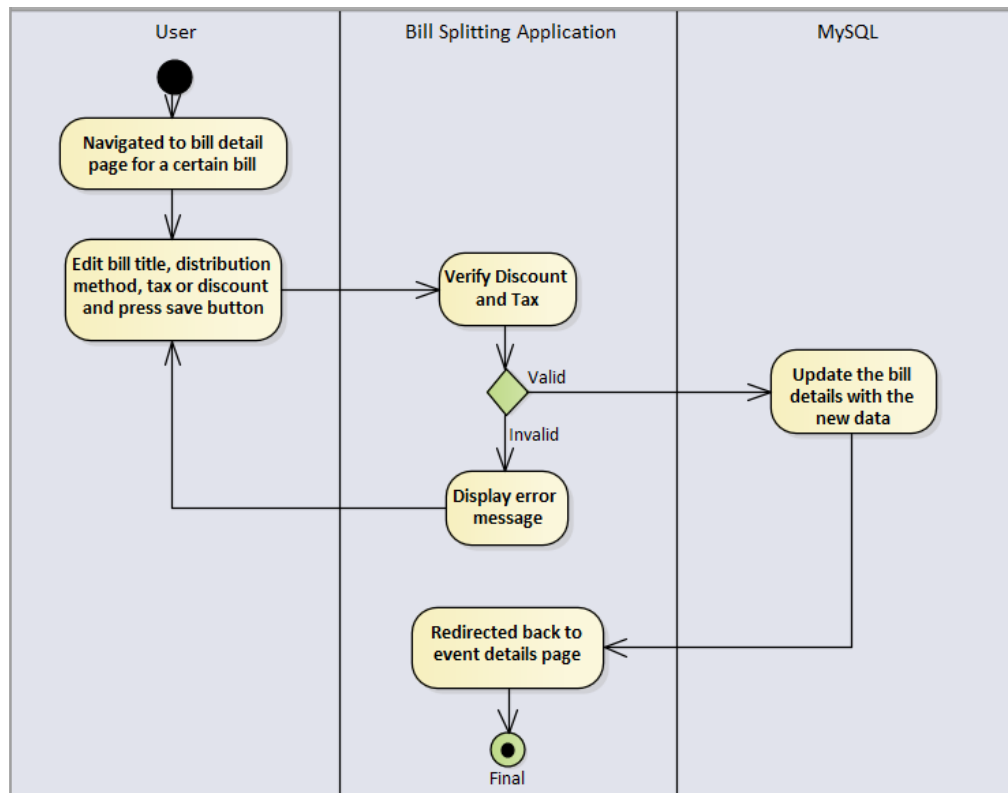 User
Bill Splitting Application
MySQL
Navigated to bill detail
page for a certain bill
Edit bill title, distribution
method, tax or discount
and press save button
Verify Discount
and Tax
Valid
Update the bill
details with the
new data
Invalid
Display error
message
Redirected back to
event details page
Final